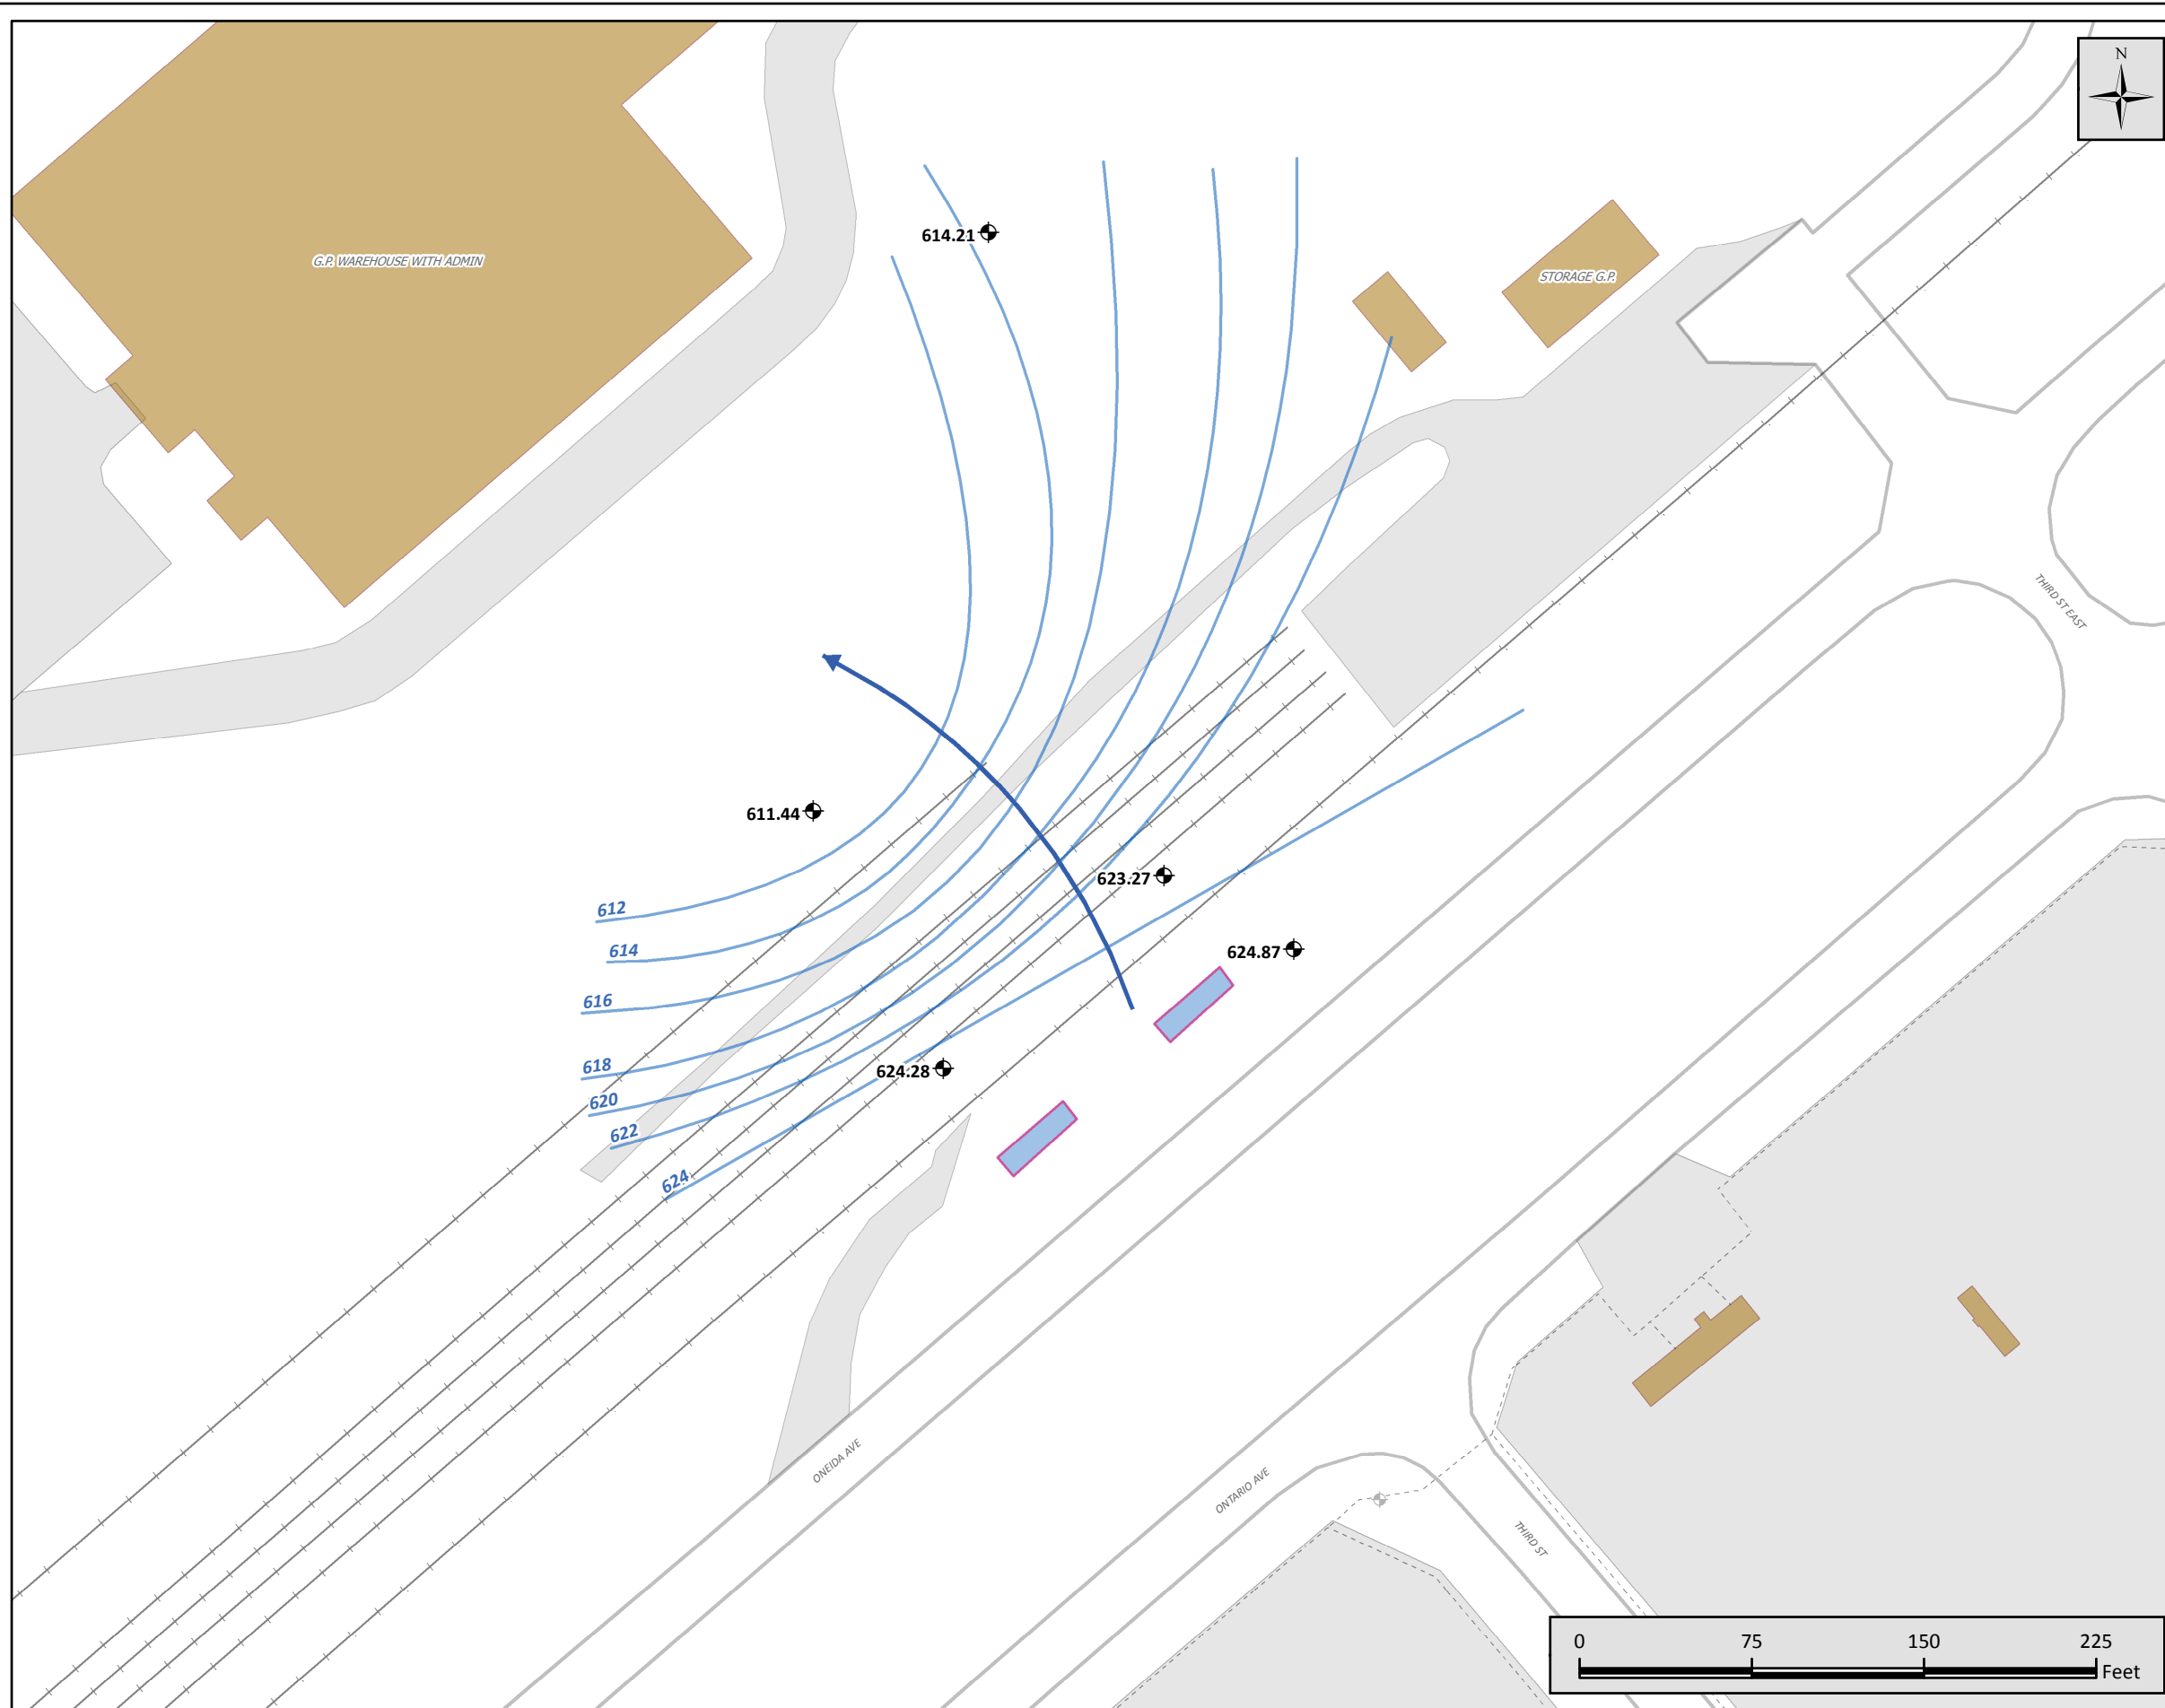 N
614.21
G.P. WAREHOUSE WITH ADMIN
STORAGE G.P.
THIRD ST EAST
611.44
623.27
612
614
624.87
616
618
624.28
620
622
624
ONEIDA AVE
ONTARIO AVE
THIRD ST
0 75 150 225
Feet